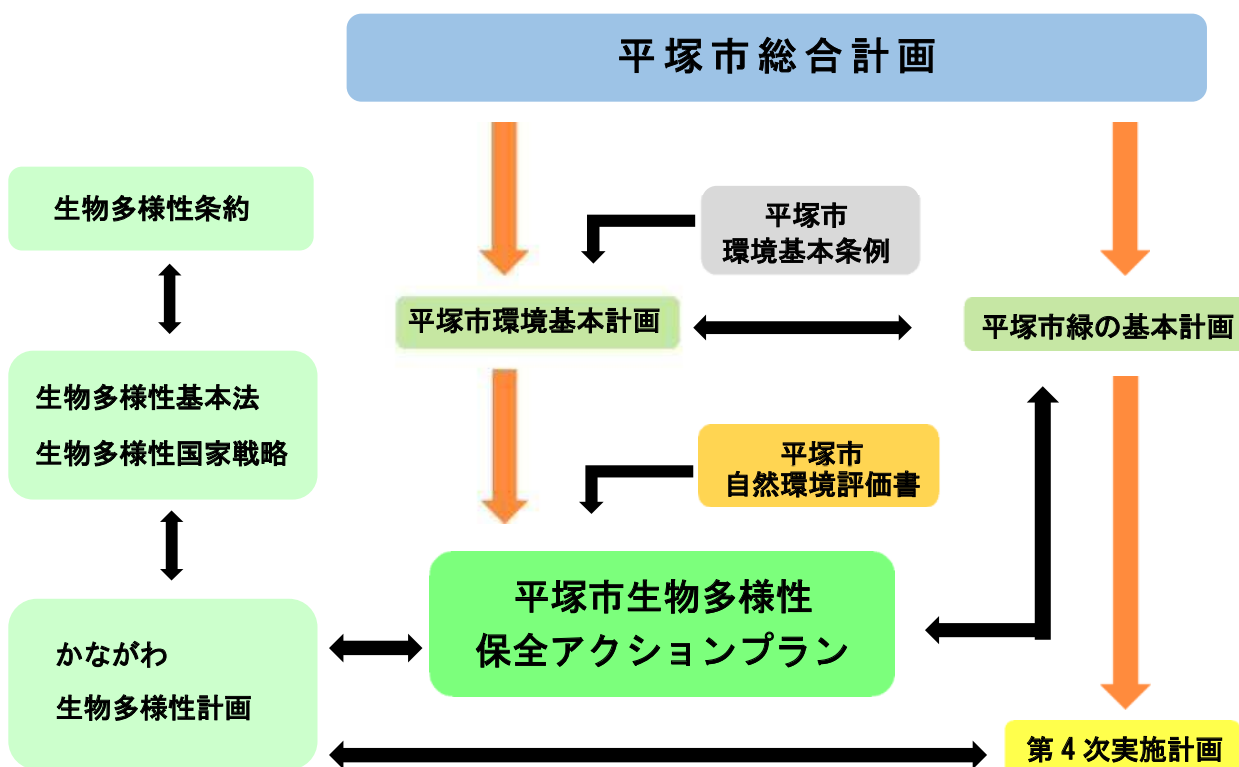 平塚市総合計画
生物多様性条約
平塚市
環境基本条例
平塚市環境基本計画
平塚市緑の基本計画
生物多様性基本法
生物多様性国家戦略
平塚市
自然環境評価書
平塚市生物多様性
保全アクションプラン
かながわ
生物多様性計画
第4次実施計画